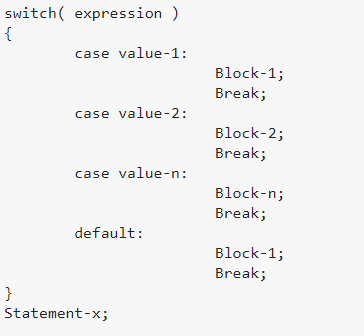 switch( expression )
{
case value-1:
Block-1;
Break;
case value-2:
Block-2;
Break;
case value-n:
Block-n;
Break;
default:
Block-1;
Break;
}
Statement-x;